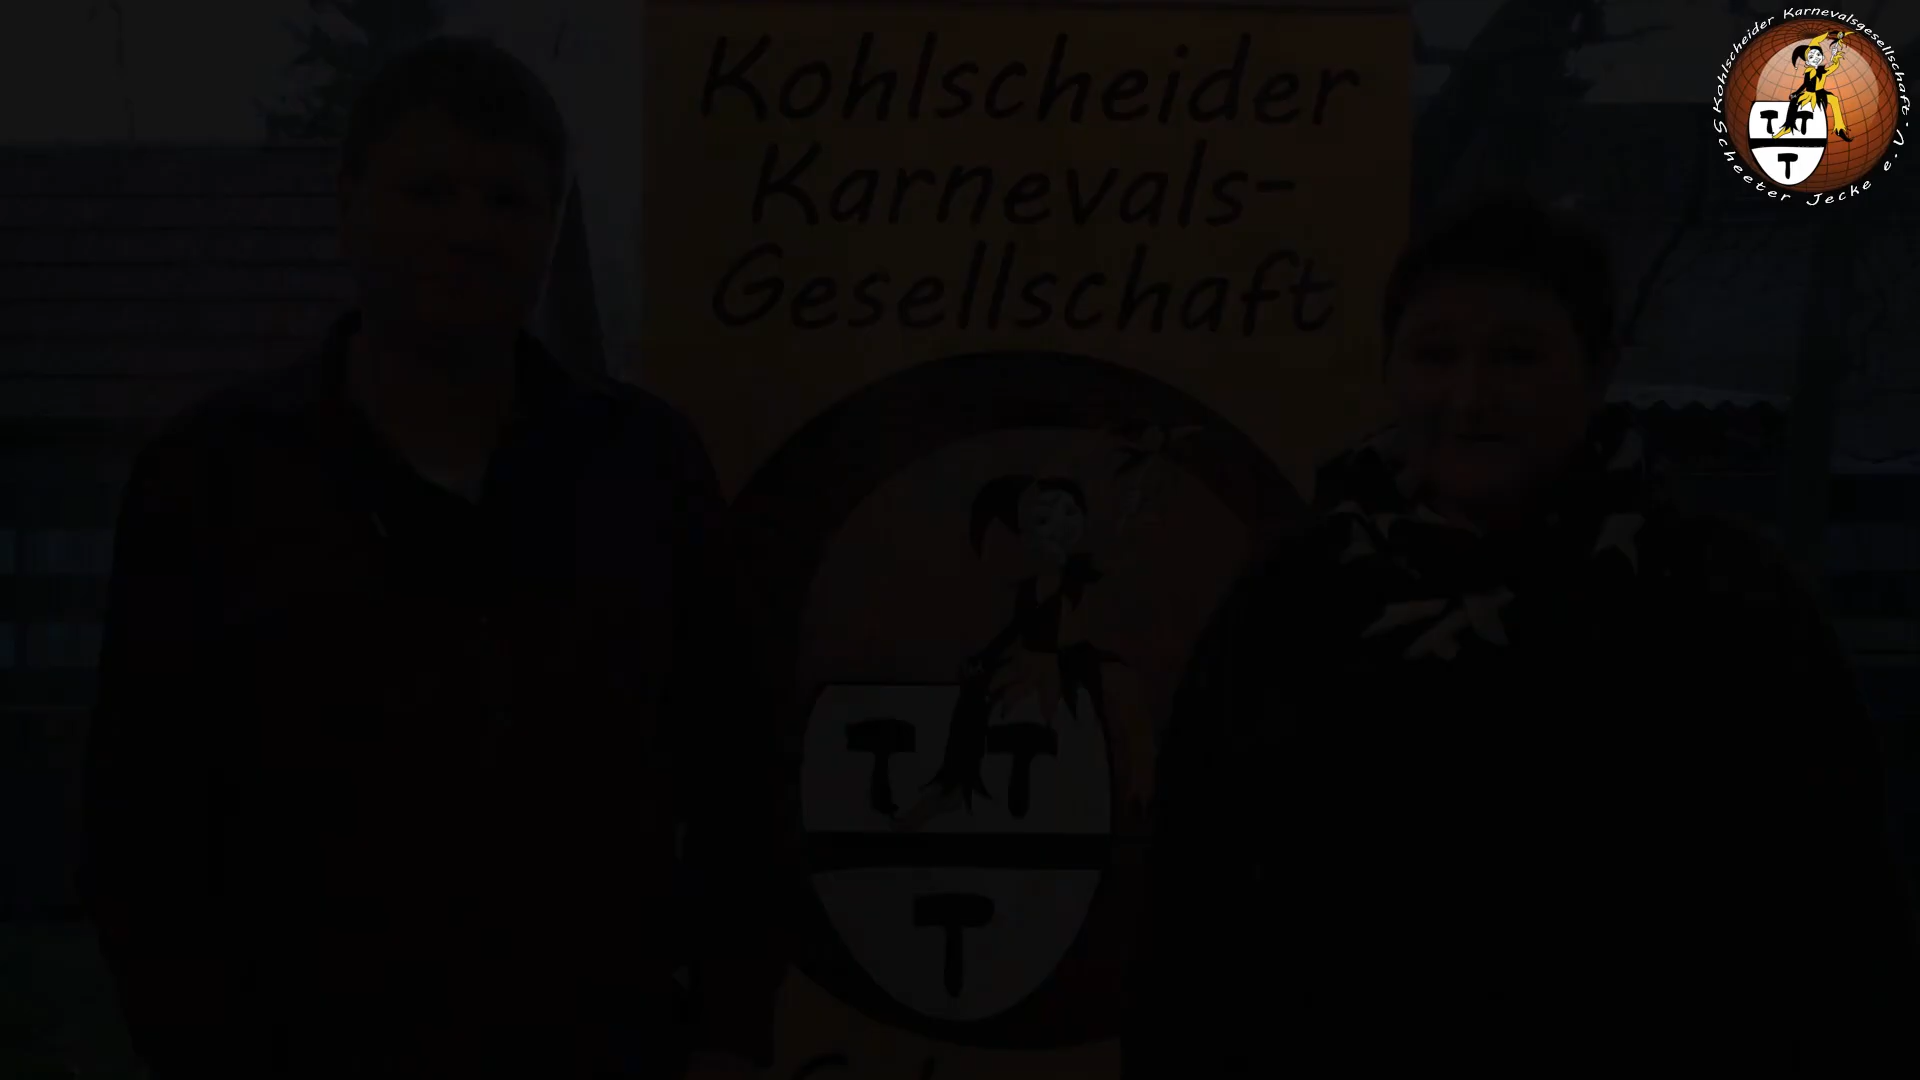 Kohlscheider
Karnevals-
Gesellschaft
T T
T
Kohlscheider Karnevalsgesellschaft
Scheeter Jecke e.V.
T T
T